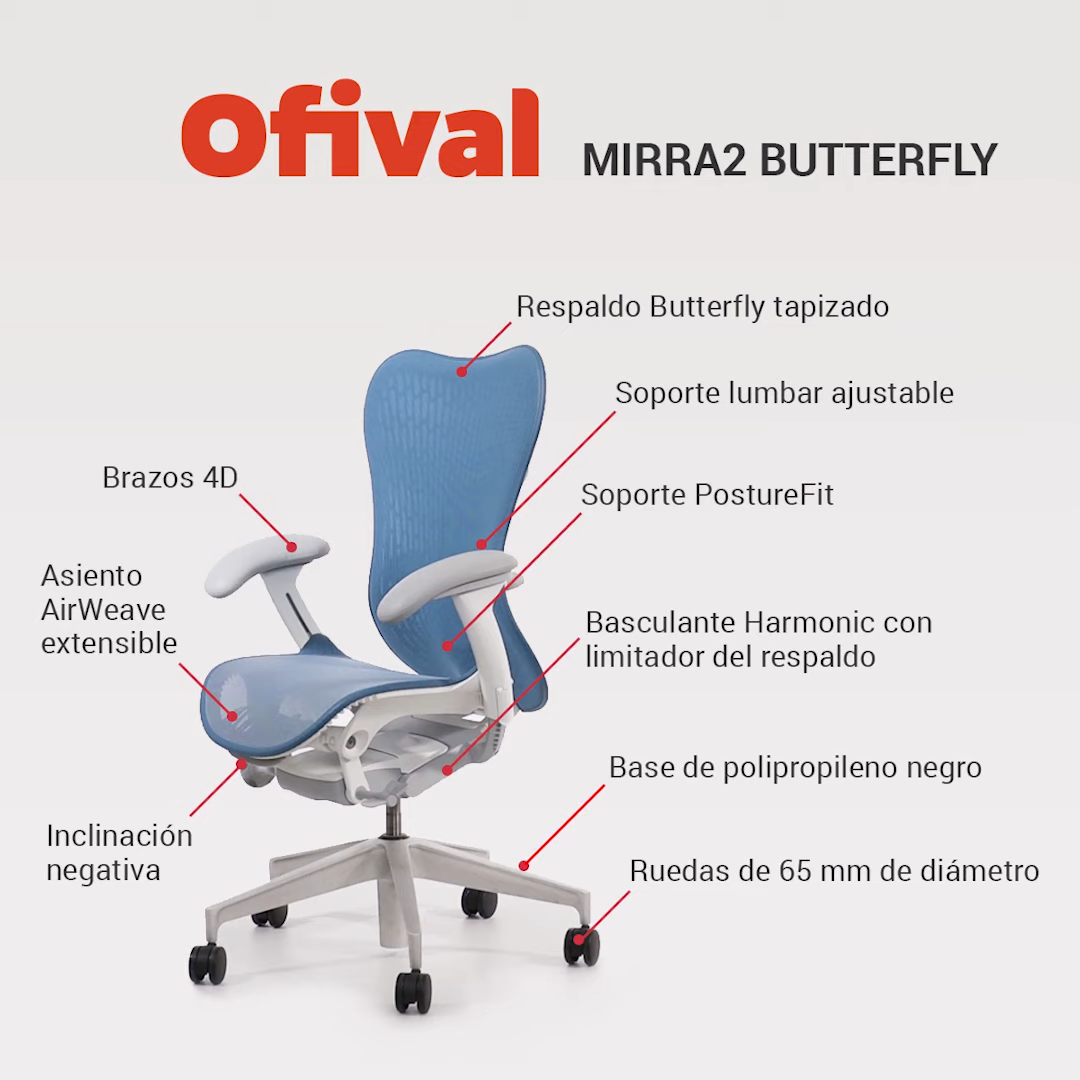 Ofival
MIRRA2 BUTTERFLY
Respaldo Butterfly tapizado
Soporte lumbar ajustable
Brazos 4D
Soporte PostureFit
Asiento
AirWeave
extensible
Basculante Harmonic con
limitador del respaldo
Base de polipropileno negro
Inclinación
negativa
Ruedas de 65 mm de diámetro